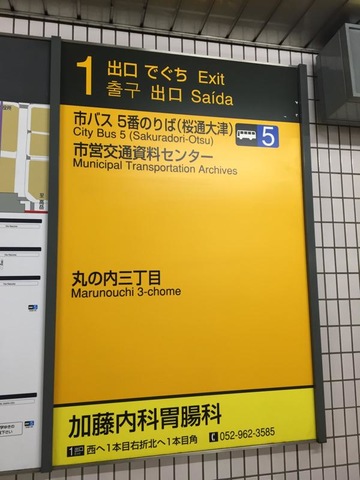 1 出口 でぐち Exit
출구 出口 Saída
市バス 5番のりば(桜通大津) 5
City Bus 5 (Sakuradori-Otsu)
市営交通資料センター
Municipal Transportation Archives
丸の内三丁目
Marunouchi 3-chome
加藤内科胃腸科
1出口 西へ1本目右折北へ1本目角 052-962-3585